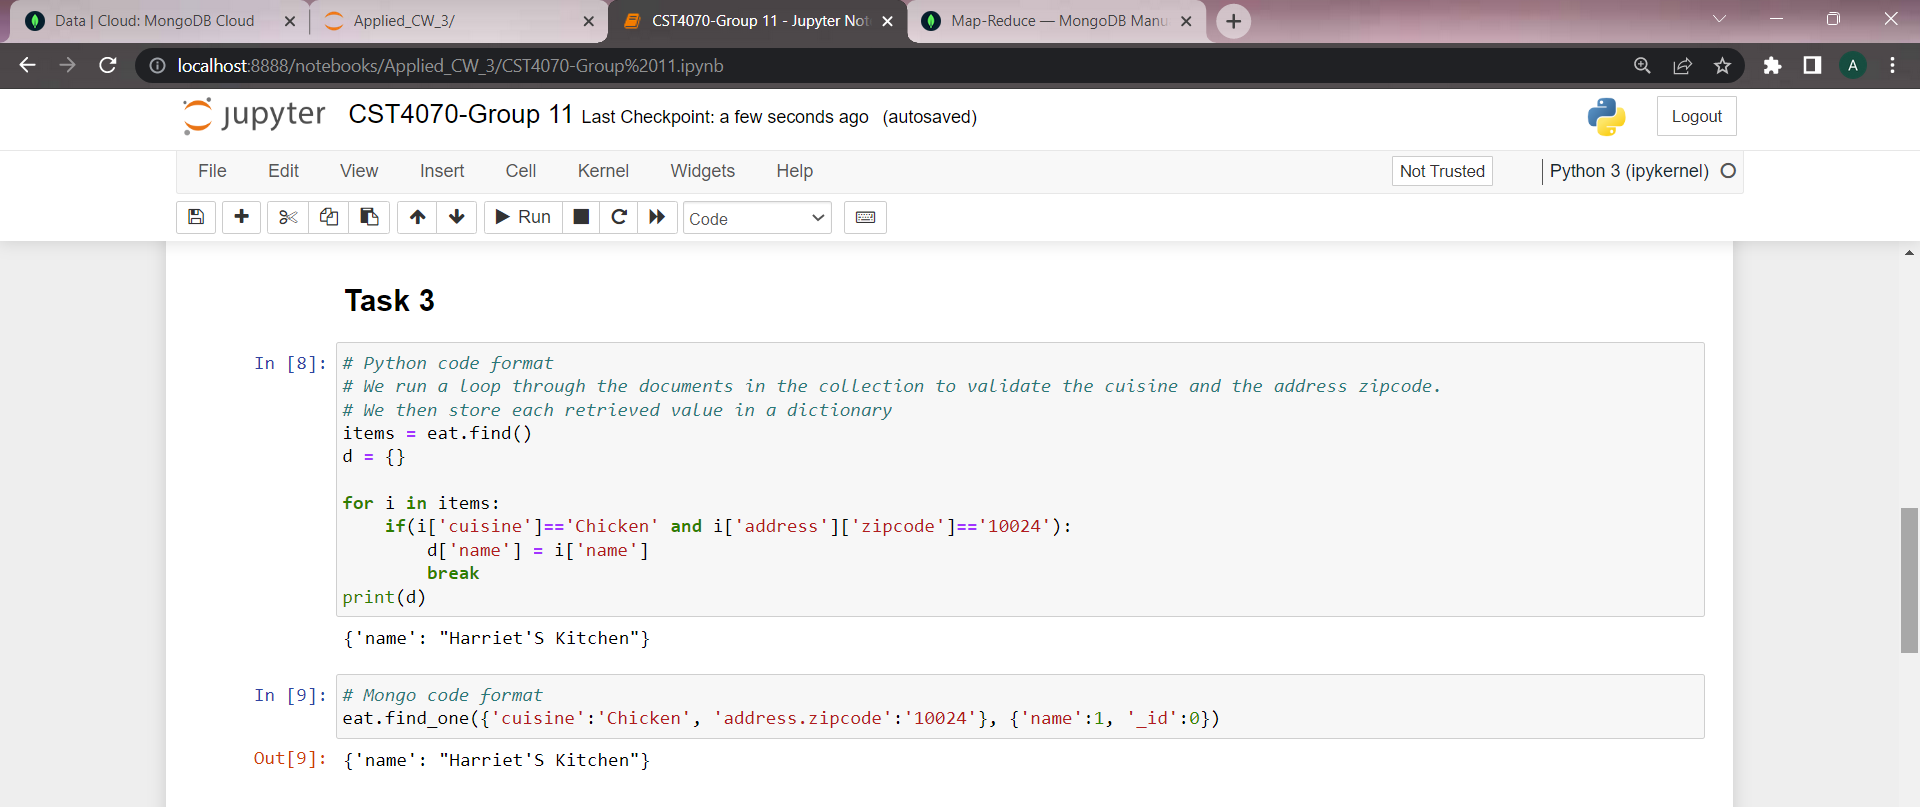 Data | Cloud: MongoDB Cloud
Applied_CW_3/
CST4070-Group 11 - Jupyter Not
Map-Reduce — MongoDB Manu
localhost:8888/notebooks/Applied_CW_3/CST4070-Group%2011.ipynb
A
jupyter CST4070-Group 11 Last Checkpoint: a few seconds ago (autosaved)
Logout
File Edit View Insert Cell Kernel Widgets Help
Not Trusted
Python 3 (ipykernel)
Run
Code
Task 3
In [8]: # Python code format
# We run a loop through the documents in the collection to validate the cuisine and the address zipcode.
# We then store each retrieved value in a dictionary
items = eat.find()
d = {}
for i in items:
    if(i['cuisine']=='Chicken' and i['address']['zipcode']=='10024'):
        d['name'] = i['name']
        break
print(d)
{'name': "Harriet'S Kitchen"}
In [9]: # Mongo code format
eat.find_one({'cuisine':'Chicken', 'address.zipcode':'10024'}, {'name':1, '_id':0})
Out[9]: {'name': "Harriet'S Kitchen"}